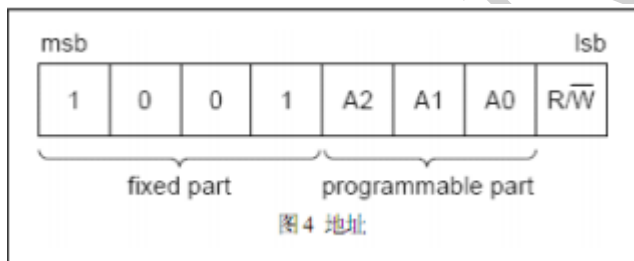 msb lsb
1 0 0 1 A2 A1 A0 R/W̅
fixed part programmable part
图4 地址